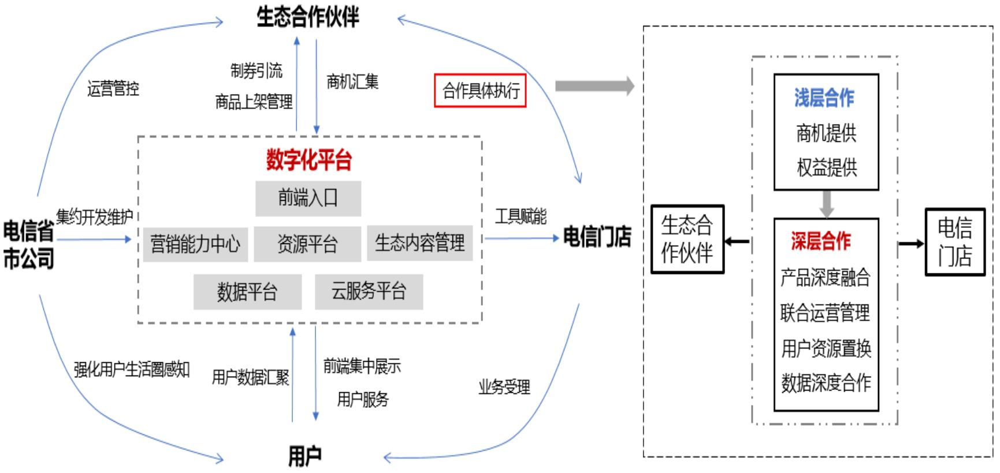 生态合作伙伴
运营管控
制券引流
商品上架管理
商机汇集
合作具体执行
数字化平台
前端入口
营销能力中心
资源平台
生态内容管理
数据平台
云服务平台
集约开发维护
电信省
市公司
工具赋能
电信门店
强化用户生活圈感知
用户数据汇聚
前端集中展示
用户服务
业务受理
用户
浅层合作
商机提供
权益提供
生态合
作伙伴
深层合作
产品深度融合
联合运营管理
用户资源置换
数据深度合作
电信
门店